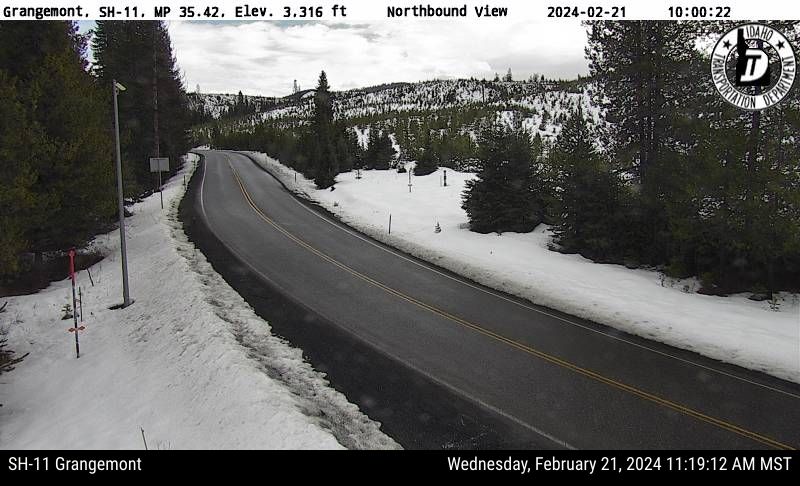 Grangemont, SH-11, MP 35.42, Elev. 3,316 ft Northbound View 2024-02-21 10:00:22
IDAHO TRANSPORTATION DEPARTMENT
SH-11 Grangemont Wednesday, February 21, 2024 11:19:12 AM MST